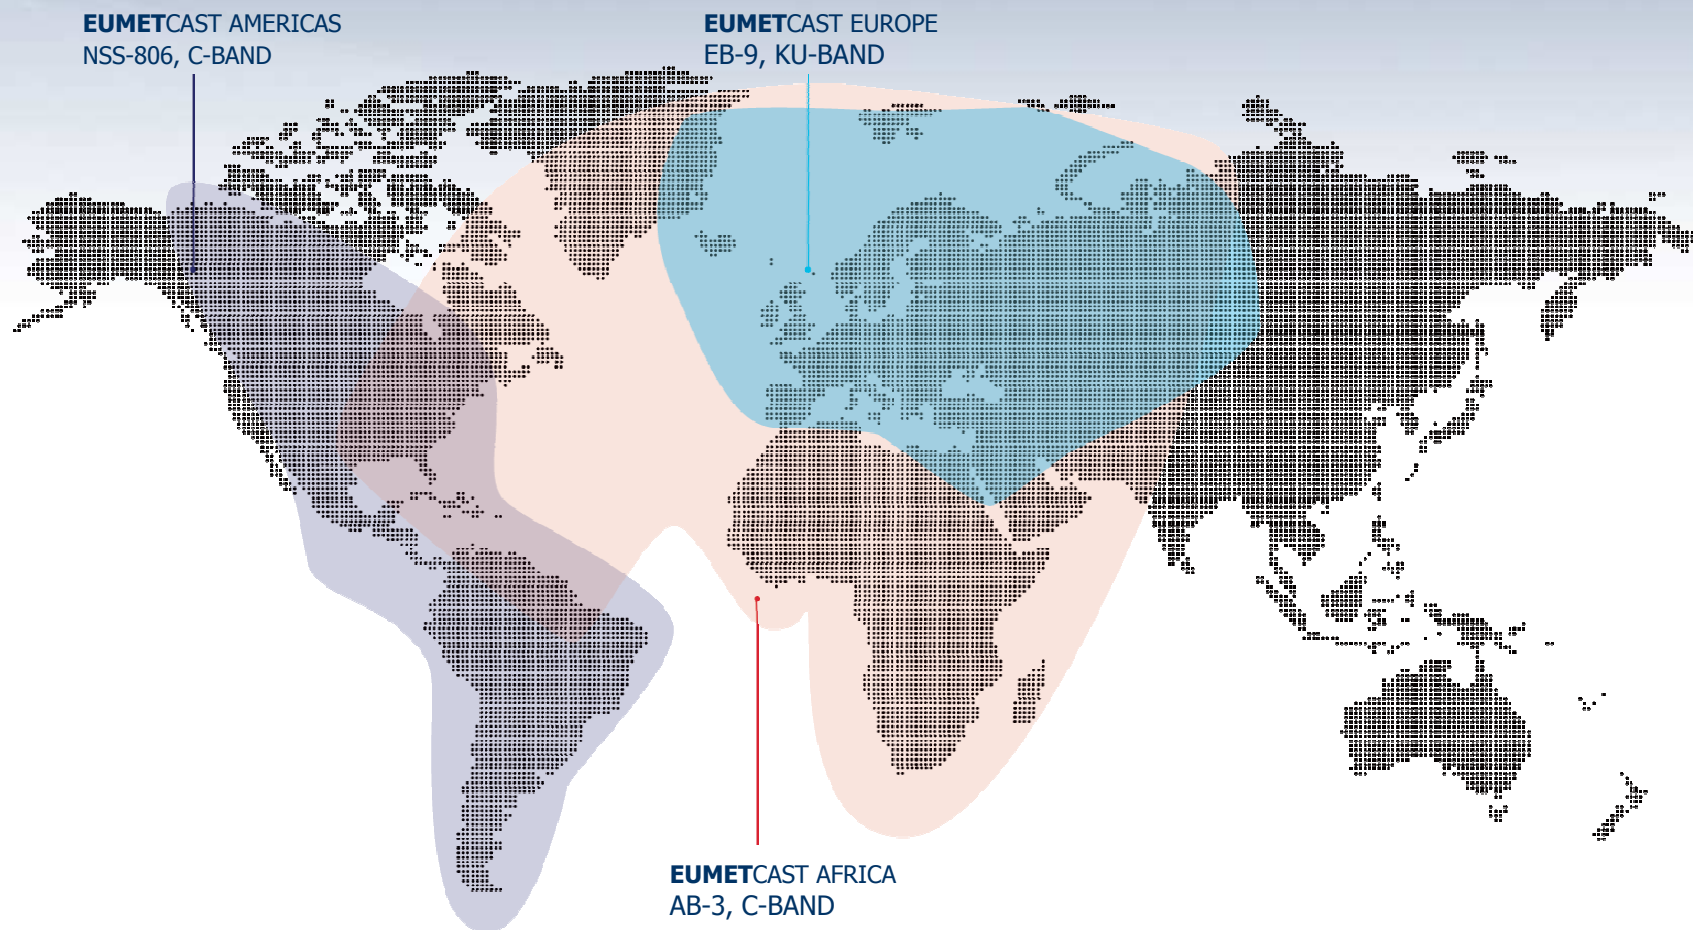 EUMETCAST AMERICAS
NSS-806, C-BAND
EUMETCAST EUROPE
EB-9, KU-BAND
EUMETCAST AFRICA
AB-3, C-BAND